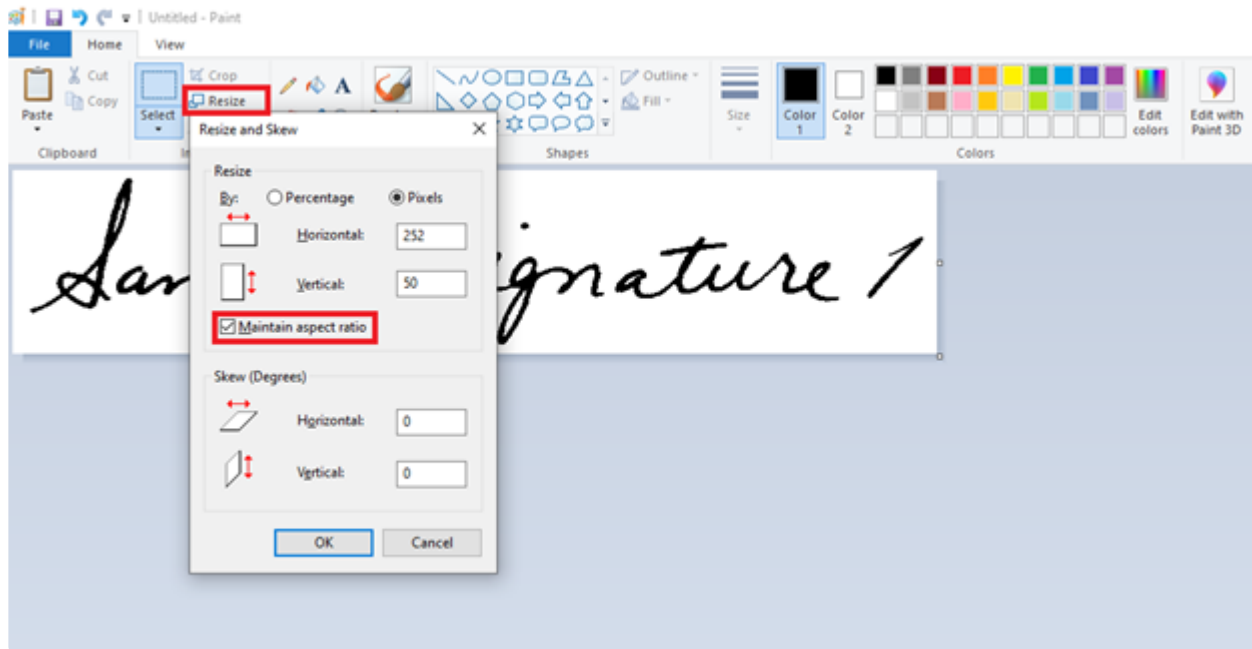 Untitled - Paint
File Home View
Paste
Cut
Copy
Clipboard
Select
Crop
Resize
A
Outline
Fill
Shapes
Size
Color 1
Color 2
Edit colors
Edit with Paint 3D
Colors
Resize and Skew
Resize
By: Percentage Pixels
Horizontal: 252
Vertical: 50
Maintain aspect ratio
Skew (Degrees)
Horizontal: 0
Vertical: 0
OK Cancel
San ignature 1